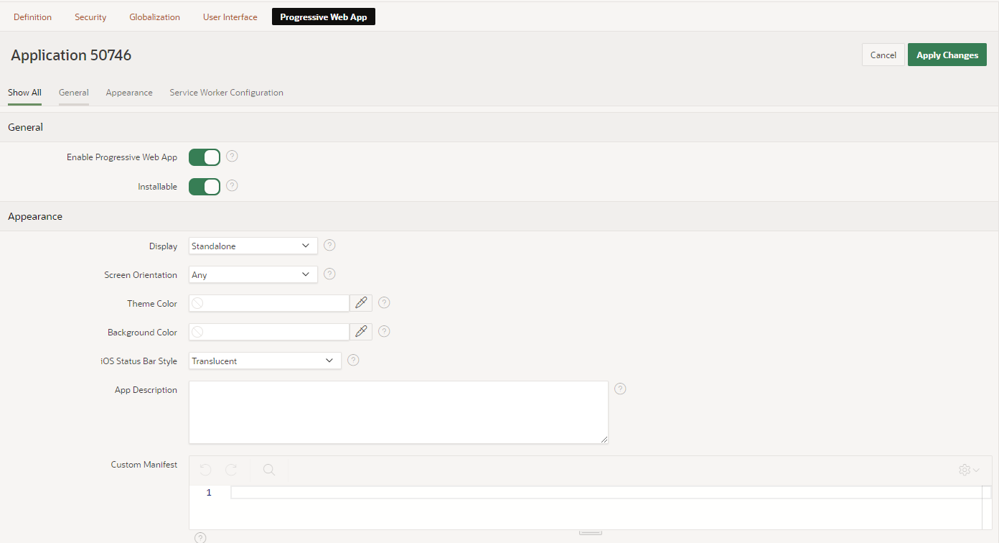 Definition Security Globalization User Interface Progressive Web App
Application 50746
Cancel Apply Changes
Show All General Appearance Service Worker Configuration
General
Enable Progressive Web App ?
Installable ?
Appearance
Display Standalone ?
Screen Orientation Any ?
Theme Color ?
Background Color ?
iOS Status Bar Style Translucent ?
App Description ?
Custom Manifest
1
?